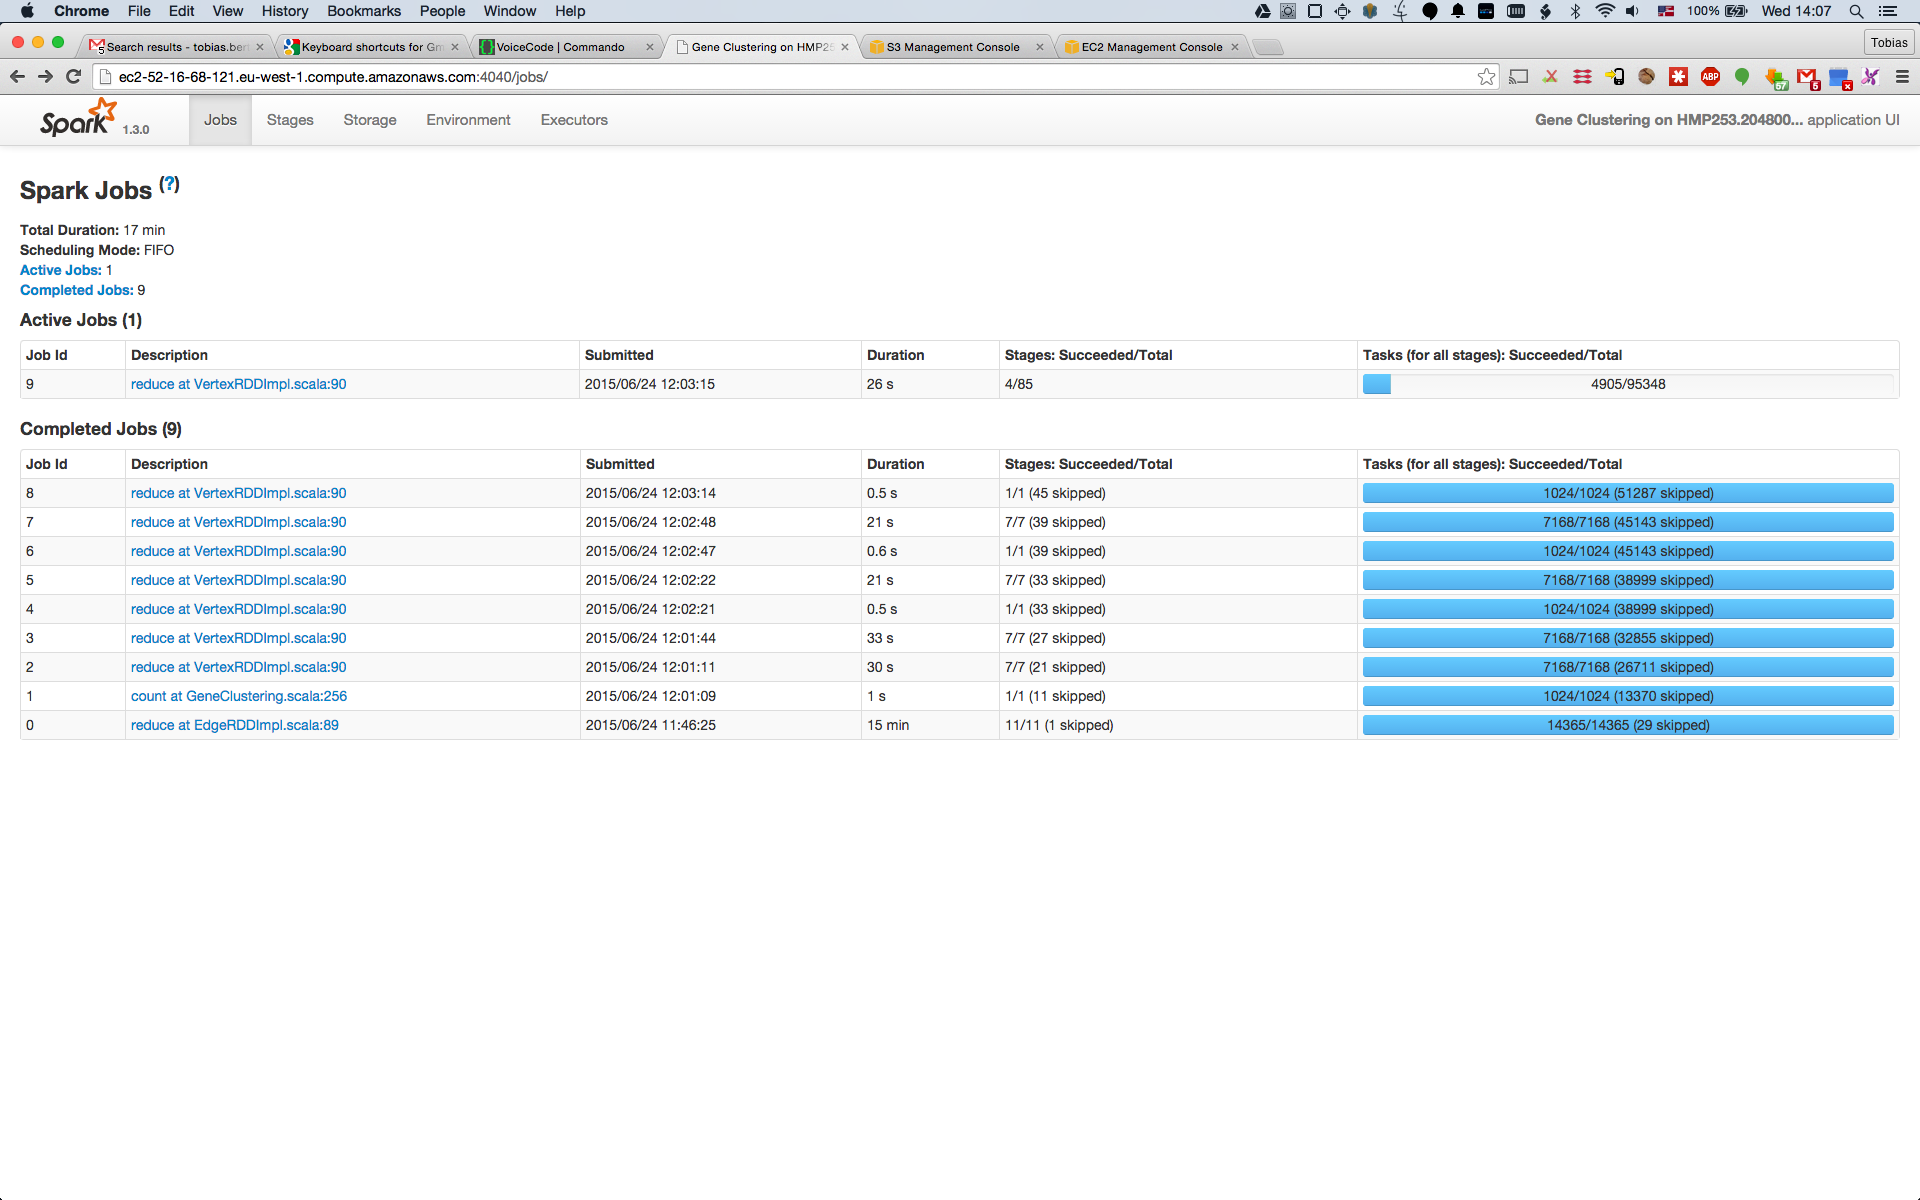 Chrome File Edit View History Bookmarks People Window Help 100% Wed 14:07
Search results - tobias.ber Keyboard shortcuts for Gm VoiceCode | Commando Gene Clustering on HMP25 S3 Management Console EC2 Management Console Tobias
ec2-52-16-68-121.eu-west-1.compute.amazonaws.com:4040/jobs/
Spark 1.3.0 Jobs Stages Storage Environment Executors Gene Clustering on HMP253.204800... application UI
Spark Jobs (?)
Total Duration: 17 min
Scheduling Mode: FIFO
Active Jobs: 1
Completed Jobs: 9
Active Jobs (1)
Job Id Description Submitted Duration Stages: Succeeded/Total Tasks (for all stages): Succeeded/Total
9 reduce at VertexRDDImpl.scala:90 2015/06/24 12:03:15 26 s 4/85 4905/95348
Completed Jobs (9)
Job Id Description Submitted Duration Stages: Succeeded/Total Tasks (for all stages): Succeeded/Total
8 reduce at VertexRDDImpl.scala:90 2015/06/24 12:03:14 0.5 s 1/1 (45 skipped) 1024/1024 (51287 skipped)
7 reduce at VertexRDDImpl.scala:90 2015/06/24 12:02:48 21 s 7/7 (39 skipped) 7168/7168 (45143 skipped)
6 reduce at VertexRDDImpl.scala:90 2015/06/24 12:02:47 0.6 s 1/1 (39 skipped) 1024/1024 (45143 skipped)
5 reduce at VertexRDDImpl.scala:90 2015/06/24 12:02:22 21 s 7/7 (33 skipped) 7168/7168 (38999 skipped)
4 reduce at VertexRDDImpl.scala:90 2015/06/24 12:02:21 0.5 s 1/1 (33 skipped) 1024/1024 (38999 skipped)
3 reduce at VertexRDDImpl.scala:90 2015/06/24 12:01:44 33 s 7/7 (27 skipped) 7168/7168 (32855 skipped)
2 reduce at VertexRDDImpl.scala:90 2015/06/24 12:01:11 30 s 7/7 (21 skipped) 7168/7168 (26711 skipped)
1 count at GeneClustering.scala:256 2015/06/24 12:01:09 1 s 1/1 (11 skipped) 1024/1024 (13370 skipped)
0 reduce at EdgeRDDImpl.scala:89 2015/06/24 11:46:25 15 min 11/11 (1 skipped) 14365/14365 (29 skipped)